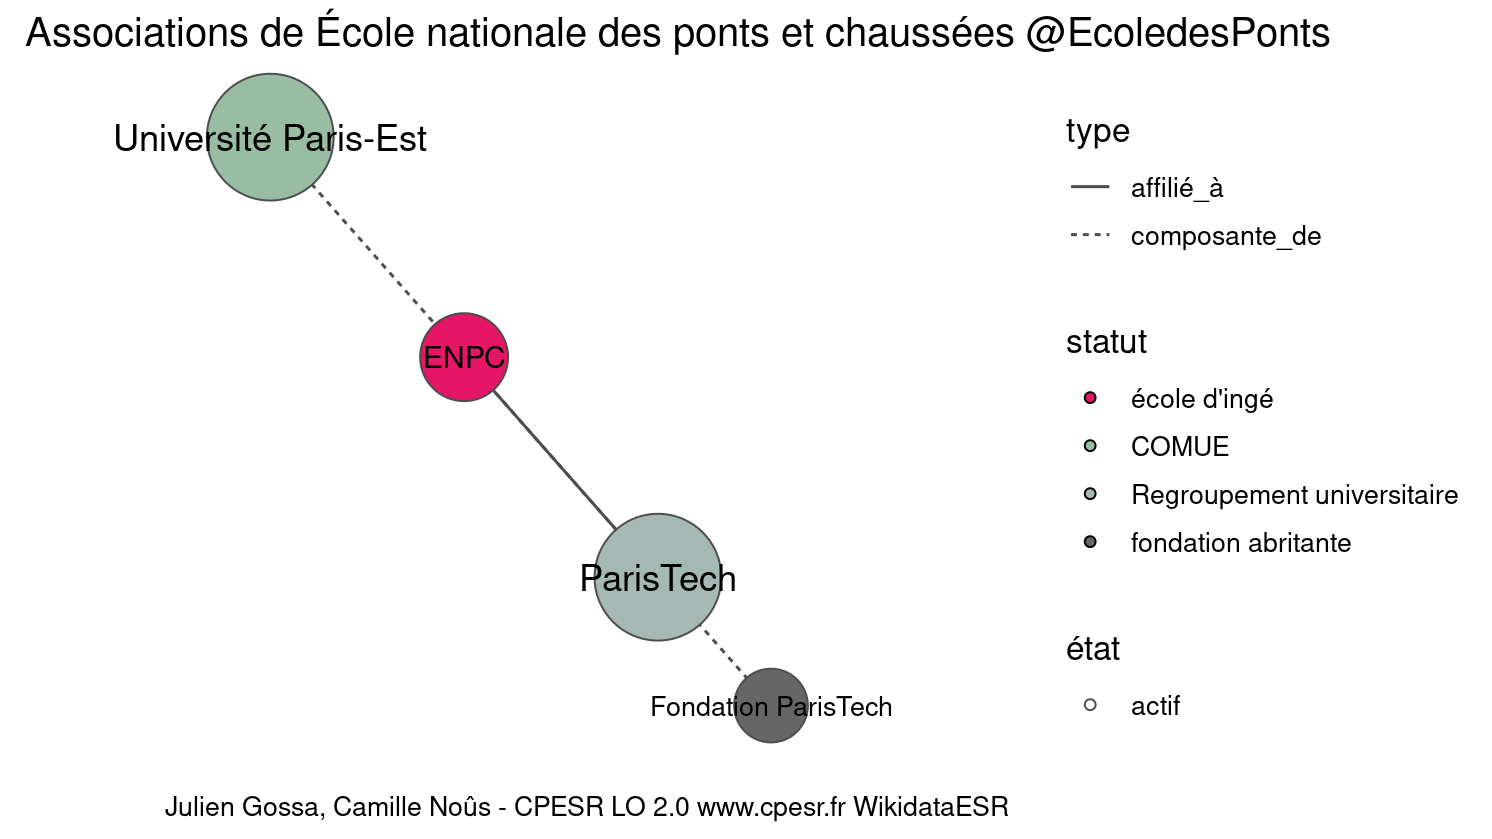 Associations de École nationale des ponts et chaussées @EcoledesPonts
Université Paris-Est
ENPC
ParisTech
Fondation ParisTech
type
affilié_à
composante_de
statut
école d'ingé
COMUE
Regroupement universitaire
fondation abritante
état
actif
Julien Gossa, Camille Noûs - CPESR LO 2.0 www.cpesr.fr WikidataESR